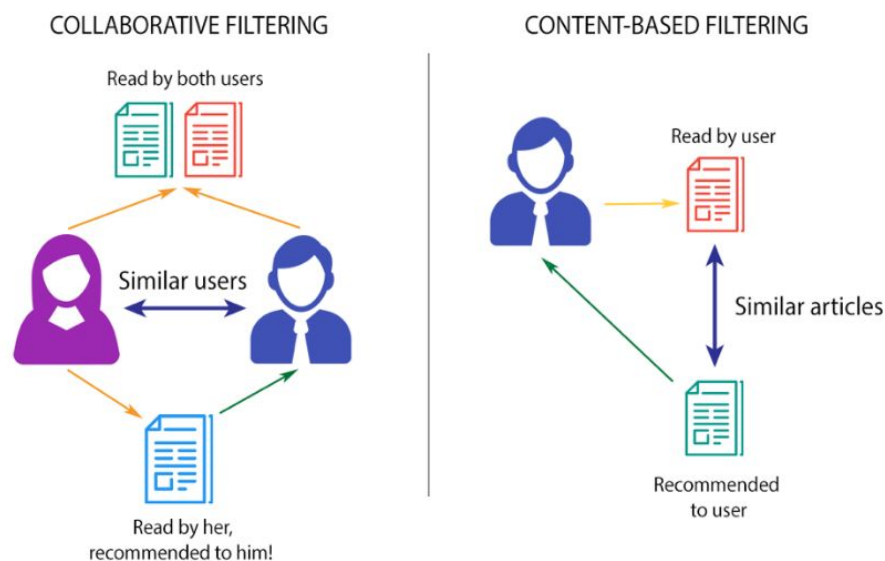 COLLABORATIVE FILTERING
Read by both users
Similar users
Read by her,
recommended to him!
CONTENT-BASED FILTERING
Read by user
Similar articles
Recommended
to user